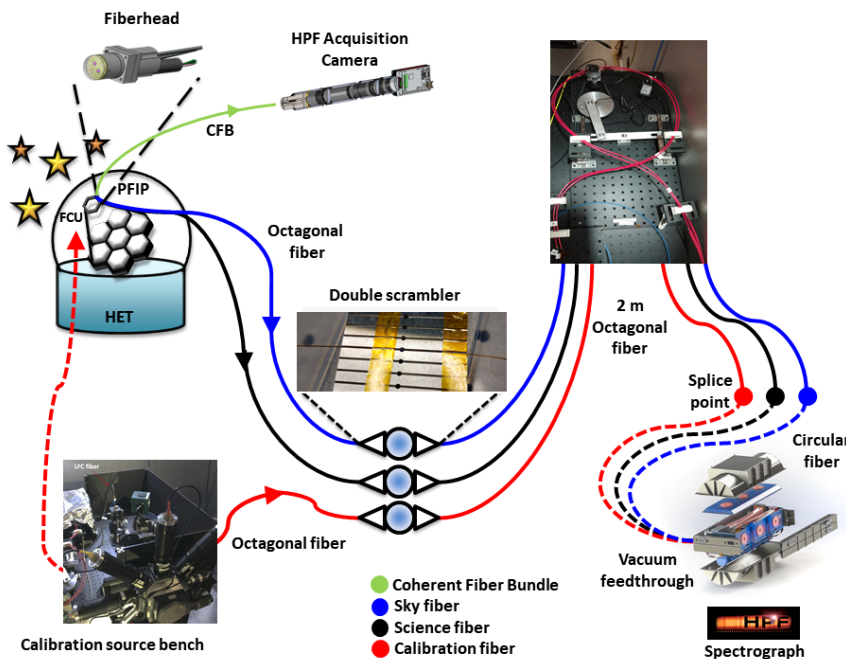 Fiberhead
HPF Acquisition
Camera
CFB
PFIP
FCU
HET
Octagonal
fiber
Double scrambler
2 m
Octagonal
fiber
Splice
point
Circular
fiber
LFC fiber
Octagonal fiber
Vacuum
feedthrough
Calibration source bench
Coherent Fiber Bundle
Sky fiber
Science fiber
Calibration fiber
HPF
Spectrograph